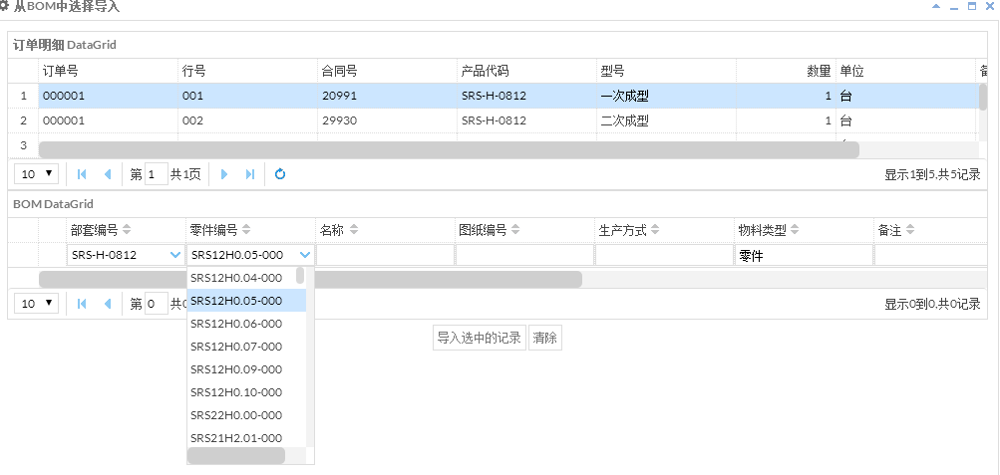 从BOM中选择导入
订单明细 DataGrid
订单号 行号 合同号 产品代码 型号 数量 单位
1 000001 001 20991 SRS-H-0812 一次成型 1 台
2 000001 002 29930 SRS-H-0812 二次成型 1 台
3
10 第 1 共1页 显示1到5,共5记录
BOM DataGrid
部套编号 零件编号 名称 图纸编号 生产方式 物料类型 备注
SRS-H-0812 SRS12H0.05-000 零件
SRS12H0.04-000
SRS12H0.05-000
10 第 0 共0 显示0到0,共0记录
SRS12H0.06-000
导入选中的记录 清除
SRS12H0.07-000
SRS12H0.09-000
SRS12H0.10-000
SRS22H0.00-000
SRS21H2.01-000